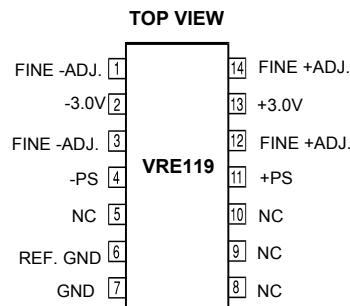 TOP VIEW
FINE -ADJ. 1 14 FINE +ADJ.
-3.0V 2 13 +3.0V
FINE -ADJ. 3 12 FINE +ADJ.
VRE119
-PS 4 11 +PS
NC 5 10 NC
REF. GND 6 9 NC
GND 7 8 NC